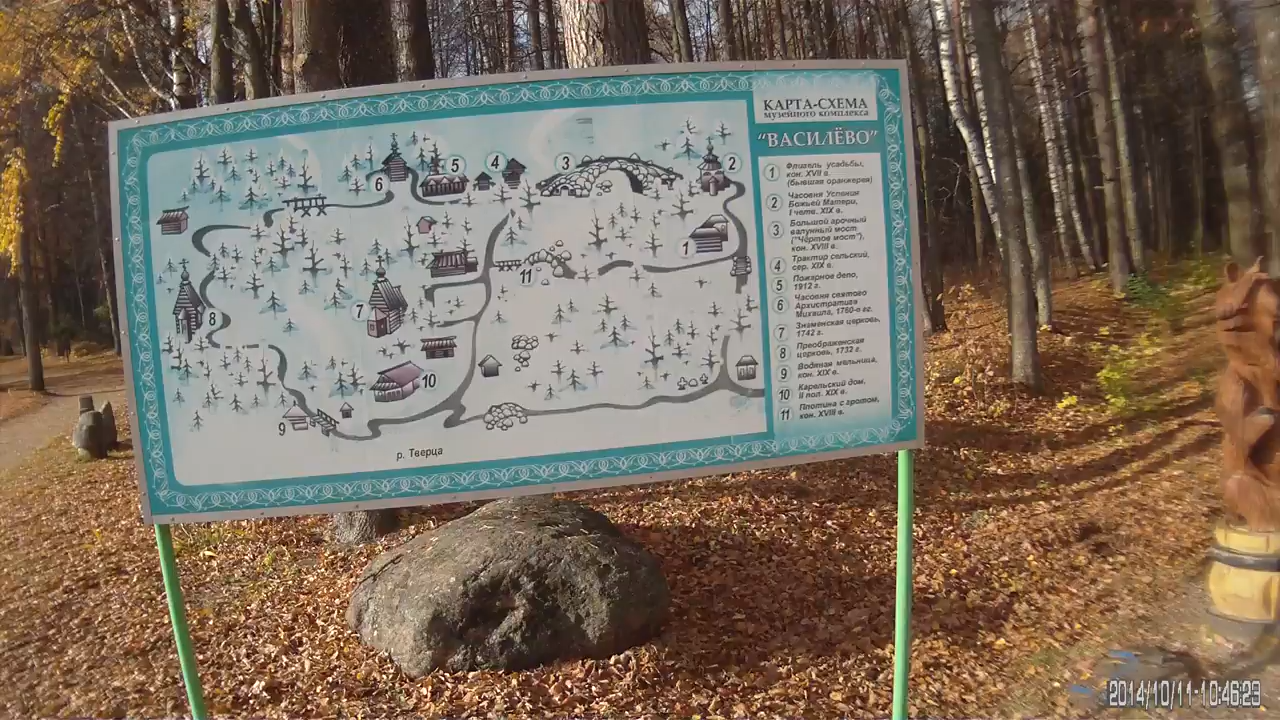 КАРТА-СХЕМА
музейного комплекса
"ВАСИЛЁВО"
1 Флигель усадьбы,
кон. XVII в.
(бывшая оранжерея)
2 Часовня Успения
Божьей Матери,
I четв. XIX в.
3 Большой арочный
валунный мост
("Чёртов мост"),
кон. XVIII в.
4 Трактир сельский,
сер. XIX в.
5 Пожарное депо,
1912 г.
6 Часовня святого
Архистратига
Михаила, 1760-е гг.
7 Знаменская церковь,
1742 г.
8 Преображенская
церковь, 1732 г.
9 Водяная мельница,
кон. XIX в.
10 Карельский дом,
II пол. XIX в.
11 Плотина с гротом,
кон. XVIII в.
6
5
4
3
2
1
11
7
8
10
9
р. Тверца
2014/10/11-10:46:23